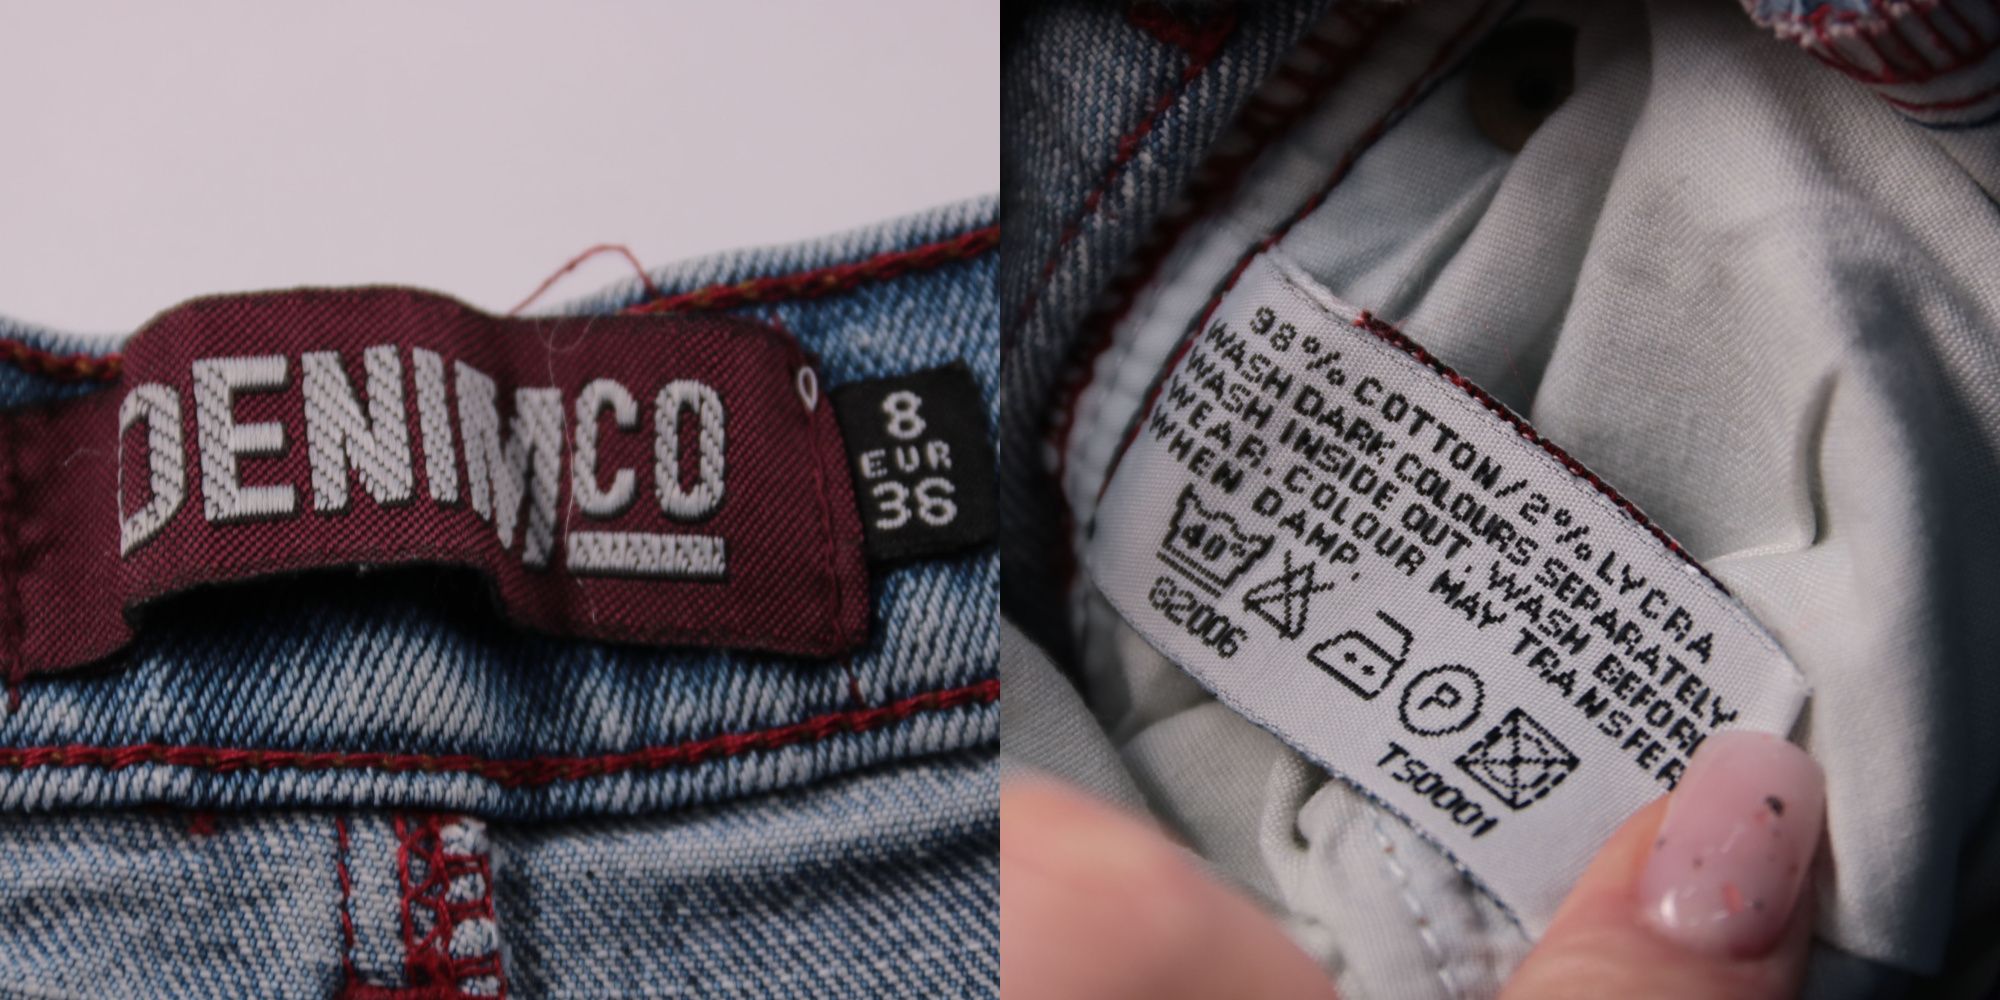 DENIMCO
8
EUR
36
98% COTTON/2% LYCRA
WASH DARK COLOURS SEPARATELY
WASH INSIDE OUT. WASH BEFORE
WEAR. COLOUR MAY TRANSFER
WHEN DAMP.
40°
P
82006
TS0001